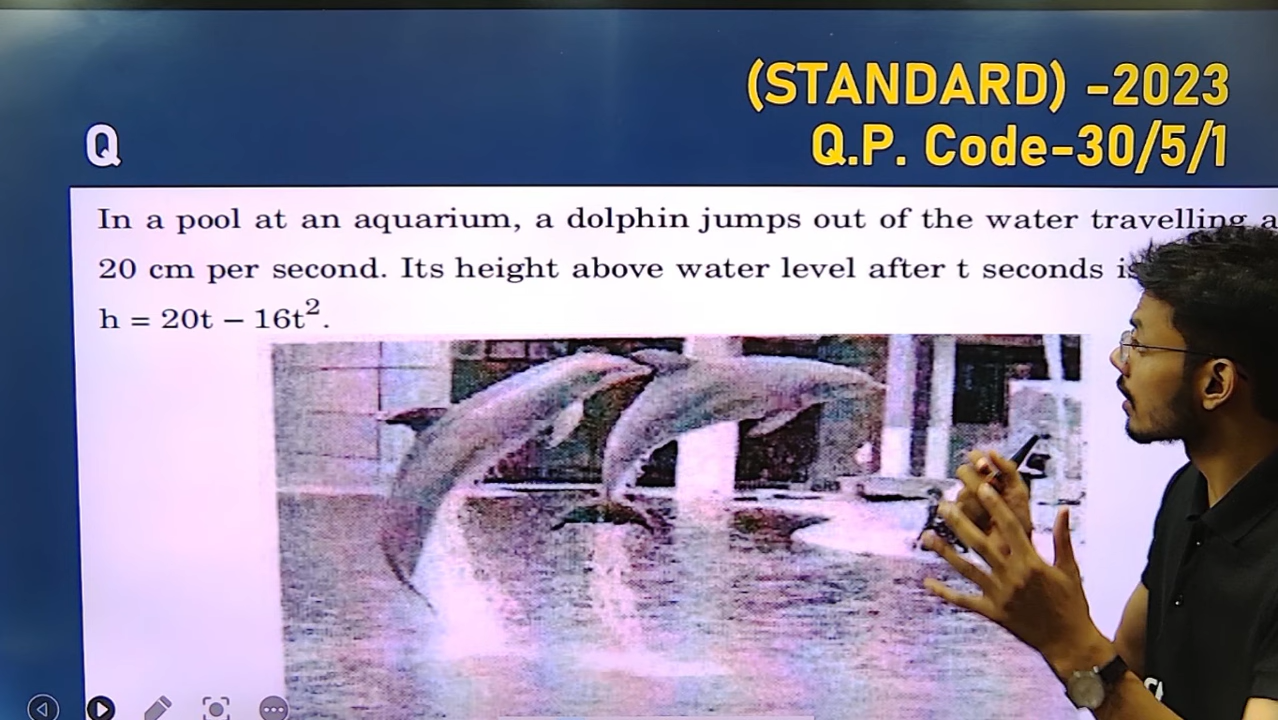 (STANDARD) -2023
Q.P. Code-30/5/1
Q
In a pool at an aquarium, a dolphin jumps out of the water travelling
20 cm per second. Its height above water level after t seconds is
h = 20t – 16t².